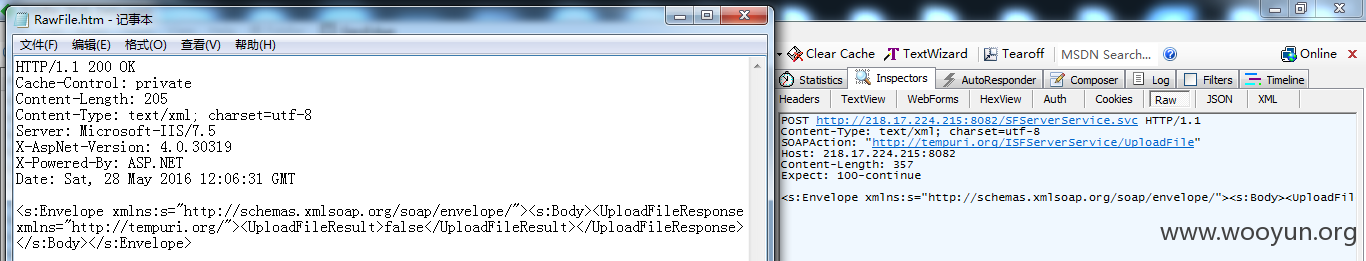 RawFile.htm - 记事本
文件(F) 编辑(E) 格式(O) 查看(V) 帮助(H)
HTTP/1.1 200 OK
Cache-Control: private
Content-Length: 205
Content-Type: text/xml; charset=utf-8
Server: Microsoft-IIS/7.5
X-AspNet-Version: 4.0.30319
X-Powered-By: ASP.NET
Date: Sat, 28 May 2016 12:06:31 GMT
<s:Envelope xmlns:s="http://schemas.xmlsoap.org/soap/envelope/"><s:Body><UploadFileResponse
xmlns="http://tempuri.org/"><UploadFileResult>false</UploadFileResult></UploadFileResponse>
</s:Body></s:Envelope>
Clear Cache TextWizard Tearoff MSDN Search... Online
Statistics Inspectors AutoResponder Composer Log Filters Timeline
Headers TextView WebForms HexView Auth Cookies Raw JSON XML
POST http://218.17.224.215:8082/SFServerService.svc HTTP/1.1
Content-Type: text/xml; charset=utf-8
SOAPAction: "http://tempuri.org/ISFServerService/UploadFile"
Host: 218.17.224.215:8082
Content-Length: 357
Expect: 100-continue
<s:Envelope xmlns:s="http://schemas.xmlsoap.org/soap/envelope/"><s:Body><UploadFil
www.wooyun.org